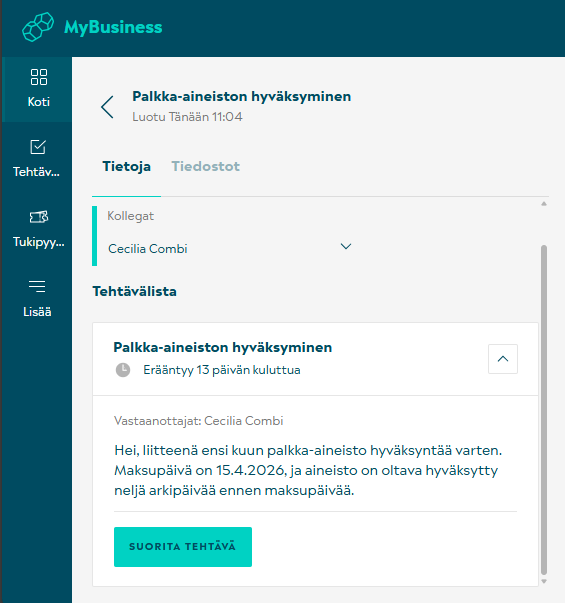 MyBusiness
Koti
Tehtäv...
Tukipyy...
Lisää
Palkka-aineiston hyväksyminen
Luotu Tänään 11:04
Tietoja Tiedostot
Kollegat
Cecilia Combi
Tehtävälista
Palkka-aineiston hyväksyminen
Erääntyy 13 päivän kuluttua
Vastaanottajat: Cecilia Combi
Hei, liitteenä ensi kuun palkka-aineisto hyväksyntää varten.
Maksupäivä on 15.4.2026, ja aineisto on oltava hyväksytty
neljä arkipäivää ennen maksupäivää.
SUORITA TEHTÄVÄ